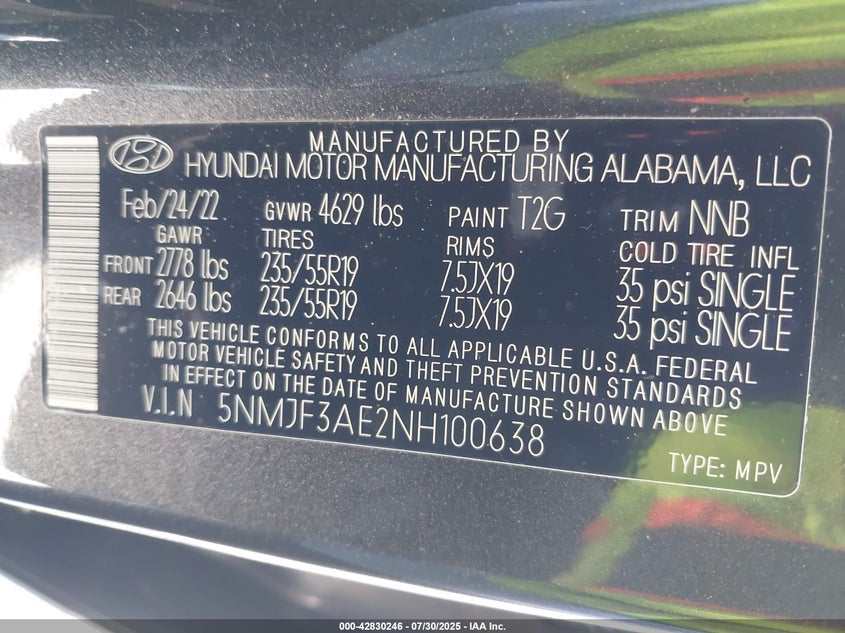 MANUFACTURED BY
HYUNDAI MOTOR MANUFACTURING ALABAMA, LLC
Feb/24/22 GVWR 4629 lbs PAINT T2G TRIM NNB
GAWR TIRES RIMS COLD TIRE INFL
FRONT 2778 lbs 235/55R19 7.5JX19 35 psi SINGLE
REAR 2646 lbs 235/55R19 7.5JX19 35 psi SINGLE
THIS VEHICLE CONFORMS TO ALL APPLICABLE U.S.A. FEDERAL
MOTOR VEHICLE SAFETY AND THEFT PREVENTION STANDARDS
IN EFFECT ON THE DATE OF MANUFACTURE SHOWN ABOVE
V.I.N 5NMJF3AE2NH100638
TYPE: MPV
000-42830246 - 07/30/2025 - IAA Inc.